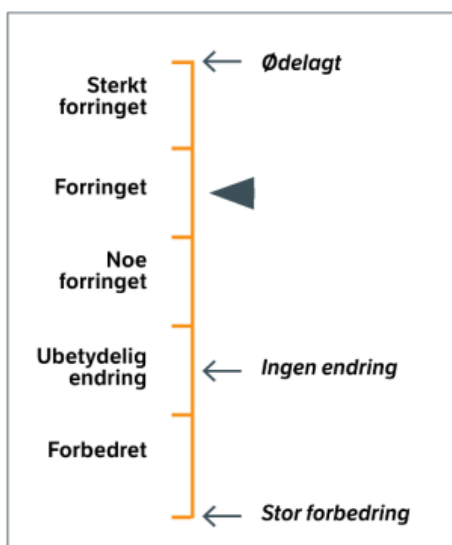 Ødelagt
Sterkt
forringet
Forringet
Noe
forringet
Ubetydelig
endring
Ingen endring
Forbedret
Stor forbedring